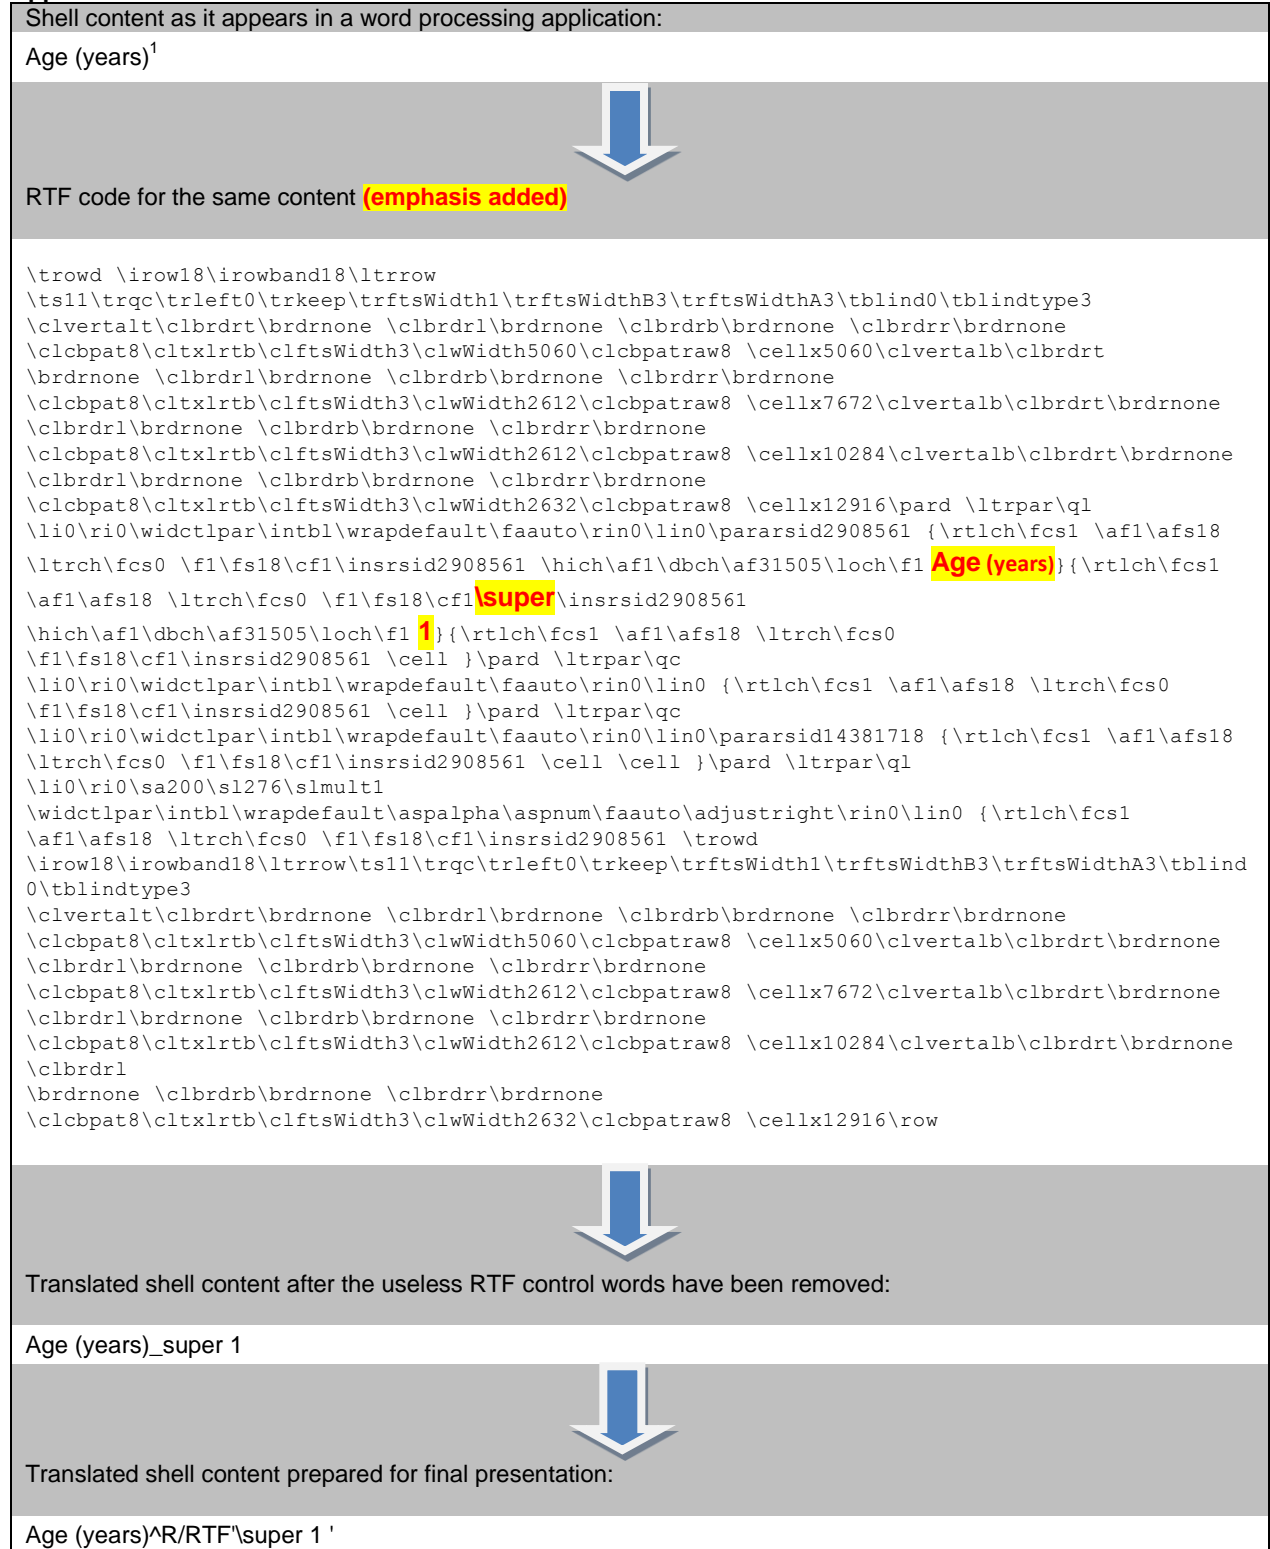 Shell content as it appears in a word processing application:
Age (years)1
RTF code for the same content (emphasis added)
\trowd \irow18\irowband18\ltrrow
\ts11\trqc\trleft0\trkeep\trftsWidth1\trftsWidthB3\trftsWidthA3\tblind0\tblindtype3
\clvertalt\clbrdrt\brdrnone \clbrdrl\brdrnone \clbrdrb\brdrnone \clbrdrr\brdrnone
\clcbpat8\cltxlrtb\clftsWidth3\clwWidth5060\clcbpatraw8 \cellx5060\clvertalb\clbrdrt
\brdrnone \clbrdrl\brdrnone \clbrdrb\brdrnone \clbrdrr\brdrnone
\clcbpat8\cltxlrtb\clftsWidth3\clwWidth2612\clcbpatraw8 \cellx7672\clvertalb\clbrdrt\brdrnone
\clbrdrl\brdrnone \clbrdrb\brdrnone \clbrdrr\brdrnone
\clcbpat8\cltxlrtb\clftsWidth3\clwWidth2612\clcbpatraw8 \cellx10284\clvertalb\clbrdrt\brdrnone
\clbrdrl\brdrnone \clbrdrb\brdrnone \clbrdrr\brdrnone
\clcbpat8\cltxlrtb\clftsWidth3\clwWidth2632\clcbpatraw8 \cellx12916\pard \ltrpar\ql
\li0\ri0\widctlpar\intbl\wrapdefault\faauto\rin0\lin0\pararsid2908561 {\rtlch\fcs1 \af1\afs18
\ltrch\fcs0 \f1\fs18\cf1\insrsid2908561 \hich\af1\dbch\af31505\loch\f1 Age (years)}{\rtlch\fcs1
\af1\afs18 \ltrch\fcs0 \f1\fs18\cf1\super\insrsid2908561
\hich\af1\dbch\af31505\loch\f1 1}{\rtlch\fcs1 \af1\afs18 \ltrch\fcs0
\f1\fs18\cf1\insrsid2908561 \cell }\pard \ltrpar\qc
\li0\ri0\widctlpar\intbl\wrapdefault\faauto\rin0\lin0 {\rtlch\fcs1 \af1\afs18 \ltrch\fcs0
\f1\fs18\cf1\insrsid2908561 \cell }\pard \ltrpar\qc
\li0\ri0\widctlpar\intbl\wrapdefault\faauto\rin0\lin0\pararsid14381718 {\rtlch\fcs1 \af1\afs18
\ltrch\fcs0 \f1\fs18\cf1\insrsid2908561 \cell \cell }\pard \ltrpar\ql
\li0\ri0\sa200\sl276\slmult1
\widctlpar\intbl\wrapdefault\aspalpha\aspnum\faauto\adjustright\rin0\lin0 {\rtlch\fcs1
\af1\afs18 \ltrch\fcs0 \f1\fs18\cf1\insrsid2908561 \trowd
\irow18\irowband18\ltrrow\ts11\trqc\trleft0\trkeep\trftsWidth1\trftsWidthB3\trftsWidthA3\tblind
0\tblindtype3
\clvertalt\clbrdrt\brdrnone \clbrdrl\brdrnone \clbrdrb\brdrnone \clbrdrr\brdrnone
\clcbpat8\cltxlrtb\clftsWidth3\clwWidth5060\clcbpatraw8 \cellx5060\clvertalb\clbrdrt\brdrnone
\clbrdrl\brdrnone \clbrdrb\brdrnone \clbrdrr\brdrnone
\clcbpat8\cltxlrtb\clftsWidth3\clwWidth2612\clcbpatraw8 \cellx7672\clvertalb\clbrdrt\brdrnone
\clbrdrl\brdrnone \clbrdrb\brdrnone \clbrdrr\brdrnone
\clcbpat8\cltxlrtb\clftsWidth3\clwWidth2612\clcbpatraw8 \cellx10284\clvertalb\clbrdrt\brdrnone
\clbrdrl
\brdrnone \clbrdrb\brdrnone \clbrdrr\brdrnone
\clcbpat8\cltxlrtb\clftsWidth3\clwWidth2632\clcbpatraw8 \cellx12916\row
Translated shell content after the useless RTF control words have been removed:
Age (years)_super 1
Translated shell content prepared for final presentation:
Age (years)^R/RTF'\super 1 '